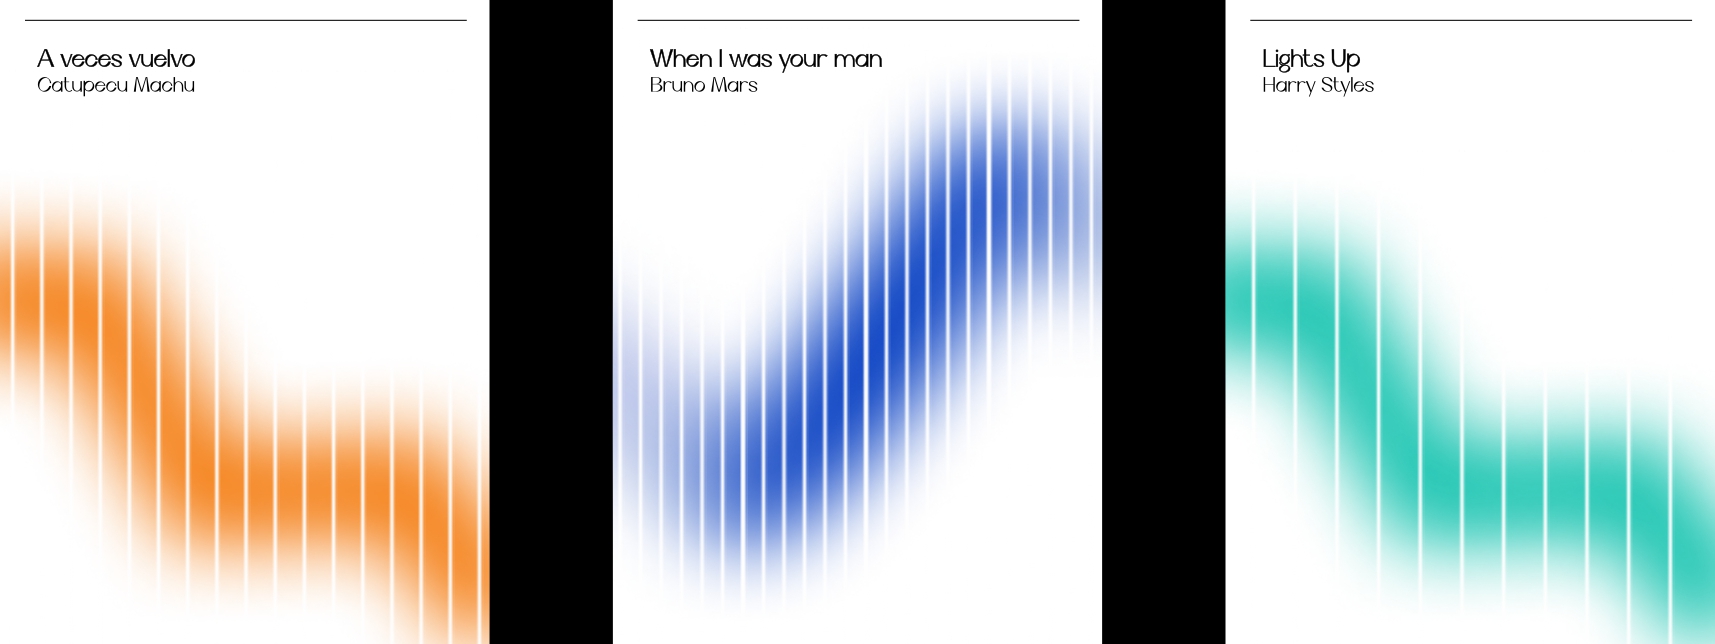 A veces vuelvo
Catupecu Machu
When I was your man
Bruno Mars
Lights Up
Harry Styles